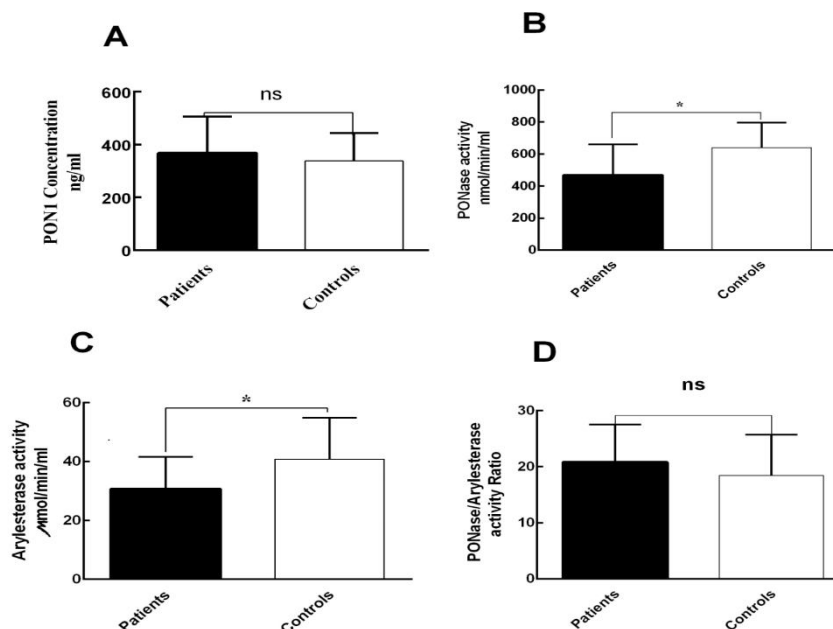 A
PON1 Concentration
ng/ml
600
400
200
0
ns
Patients
Controls
B
PONase activity
nmol/min/ml
1000
800
600
400
200
0
*
Patients
Controls
C
Arylesterase activity
μmol/min/ml
60
40
20
0
*
Patients
Controls
D
ns
PONase/Arylesterase
activity Ratio
30
20
10
0
Patients
Controls